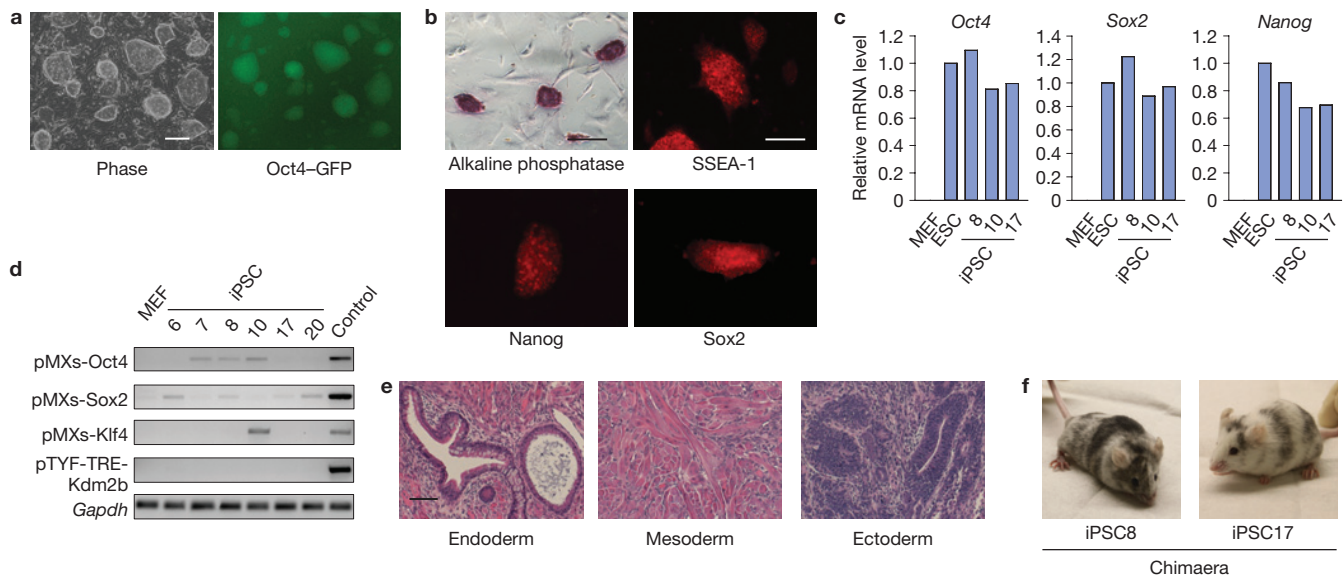 a
Phase
Oct4–GFP
b
Alkaline phosphatase
SSEA-1
Nanog
Sox2
c
Relative mRNA level
Oct4
1.2
1.0
0.8
0.6
0.4
0.2
0
MEF
ESC
8
10
17
iPSC
Sox2
1.4
1.2
1.0
0.8
0.6
0.4
0.2
0
MEF
ESC
8
10
17
iPSC
Nanog
1.2
1.0
0.8
0.6
0.4
0.2
0
MEF
ESC
8
10
17
iPSC
d
iPSC
MEF
6
7
8
10
17
20
Control
pMXs-Oct4
pMXs-Sox2
pMXs-Klf4
pTYF-TRE-
Kdm2b
Gapdh
e
Endoderm
Mesoderm
Ectoderm
f
iPSC8
iPSC17
Chimaera